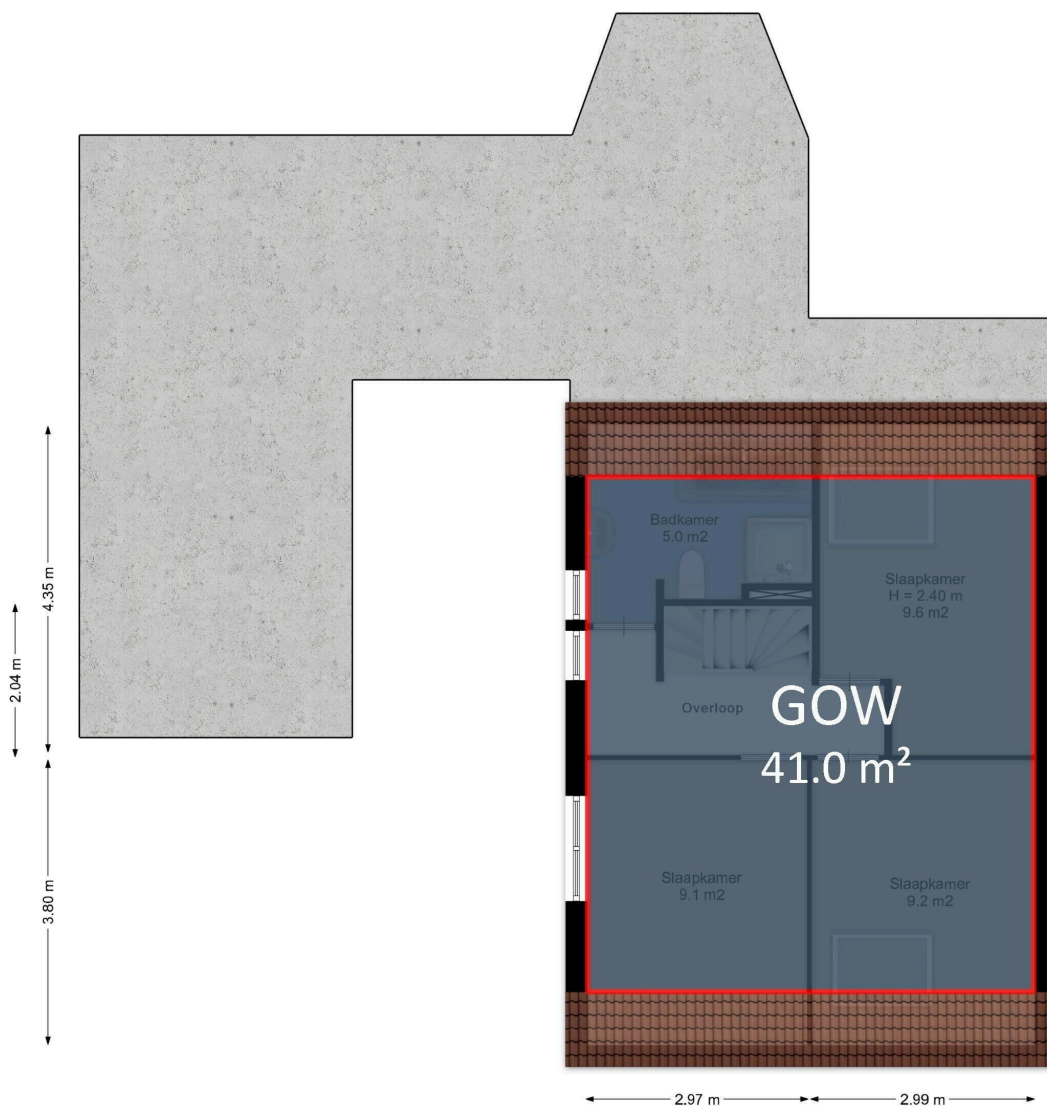 Badkamer
5.0 m2
Slaapkamer
H = 2.40 m
9.6 m2
4.35 m
2.04 m
Overloop
GOW
41.0 m²
Slaapkamer
9.1 m2
Slaapkamer
9.2 m2
3.80 m
2.97 m
2.99 m